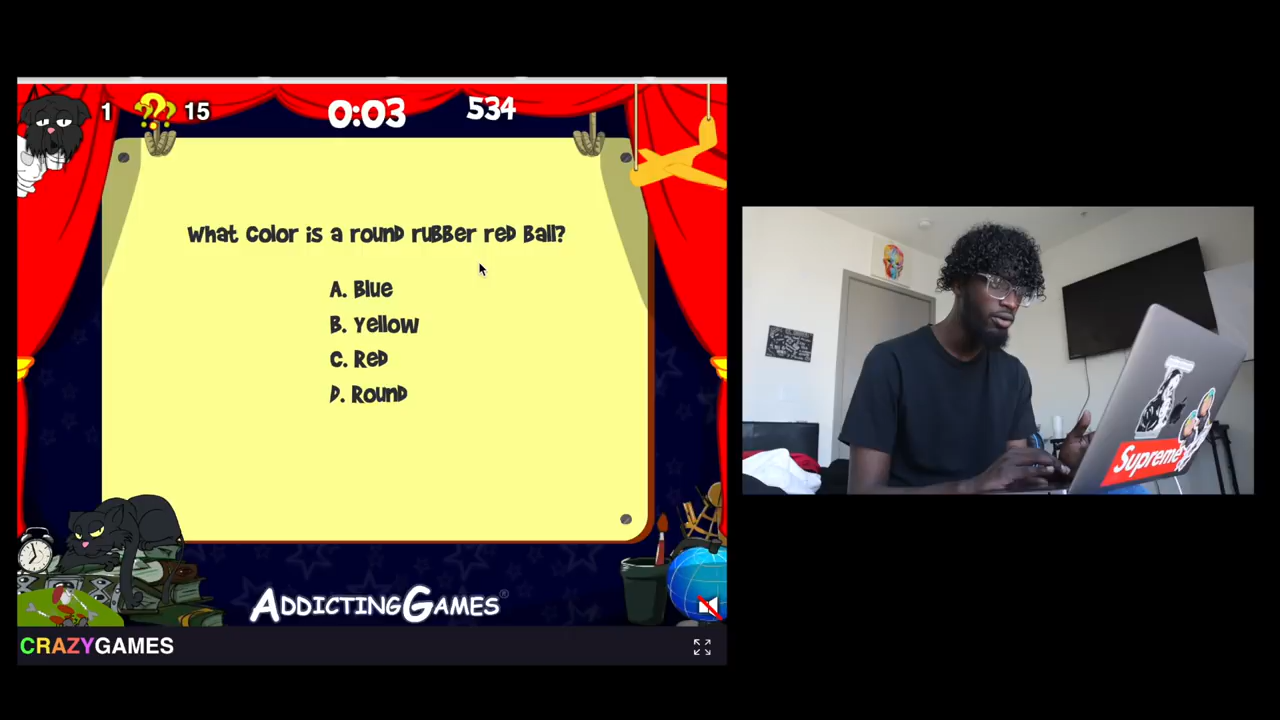 1
15
0:03
534
What Color is a round rubber red Ball?
A. Blue
B. Yellow
C. Red
D. Round
ADDICTINGGAMES®
CRAZYGAMES
Supreme